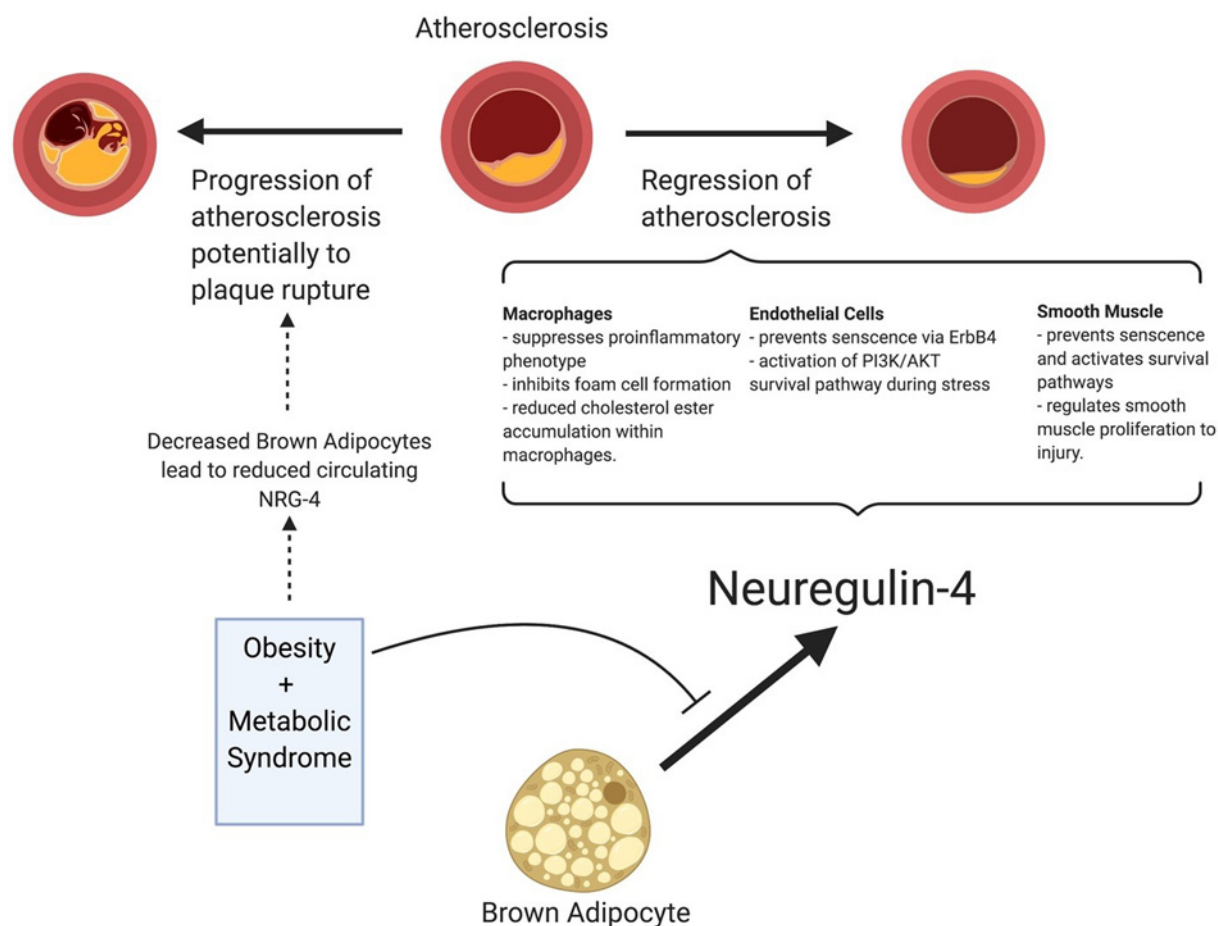 Atherosclerosis
Progression of
atherosclerosis
potentially to
plaque rupture
Regression of
atherosclerosis
Macrophages
- suppresses proinflammatory
phenotype
- inhibits foam cell formation
- reduced cholesterol ester
accumulation within
macrophages.
Endothelial Cells
- prevents senscence via ErbB4
- activation of PI3K/AKT
survival pathway during stress
Smooth Muscle
- prevents senscence
and activates survival
pathways
- regulates smooth
muscle proliferation to
injury.
Decreased Brown Adipocytes
lead to reduced circulating
NRG-4
Neuregulin-4
Obesity
+
Metabolic
Syndrome
Brown Adipocyte